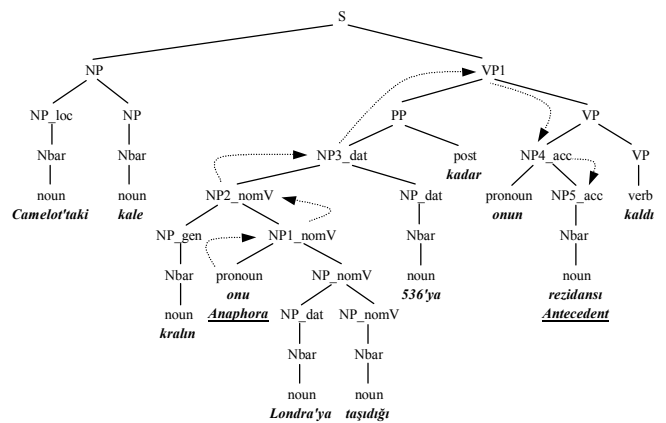 S
NP VP1
NP_loc NP PP VP
Nbar Nbar NP3_dat post NP4_acc VP
kadar
noun noun NP2_nomV NP_dat pronoun NP5_acc verb
Camelot'taki kale onun kaldı
NP_gen NP1_nomV Nbar Nbar
Nbar pronoun NP_nomV noun noun
onu 536'ya rezidansı
noun Anaphora NP_dat NP_nomV Antecedent
kralın
Nbar Nbar
noun noun
Londra'ya taşıdığı